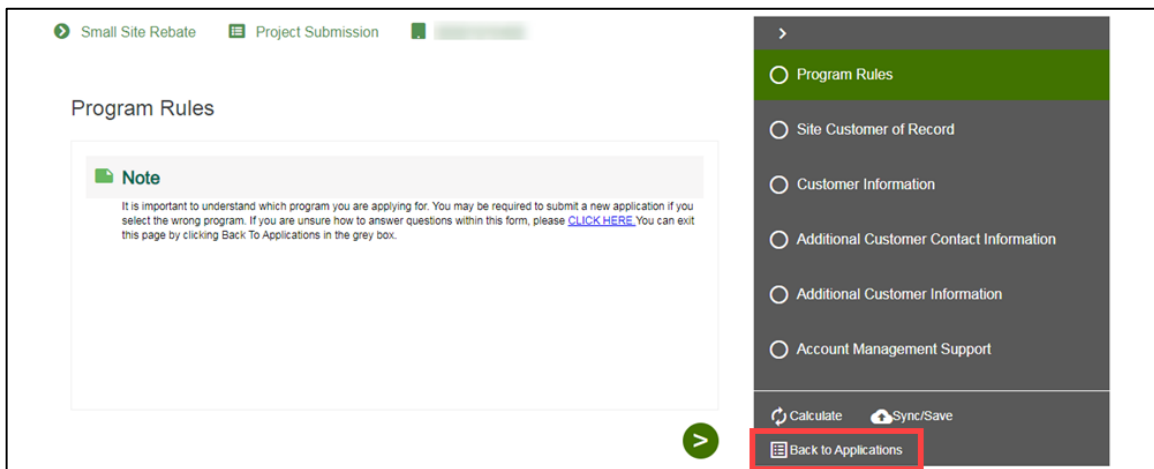 Small Site Rebate
Project Submission
Program Rules
Note
It is important to understand which program you are applying for. You may be required to submit a new application if you
select the wrong program. If you are unsure how to answer questions within this form, please CLICK HERE You can exit
this page by clicking Back To Applications in the grey box.
>
>
Program Rules
Site Customer of Record
Customer Information
Additional Customer Contact Information
Additional Customer Information
Account Management Support
Calculate
Sync/Save
Back to Applications